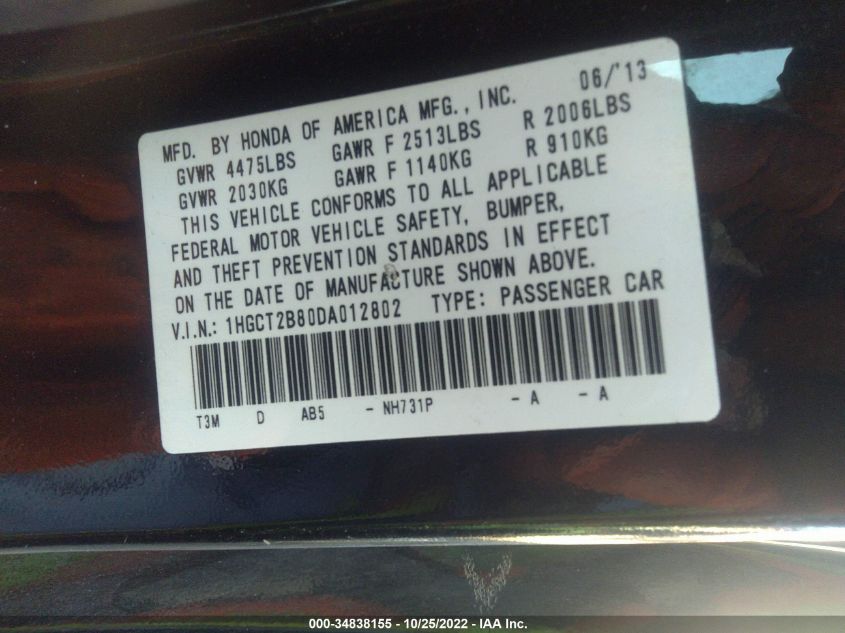 MFD. BY HONDA OF AMERICA MFG., INC. 06/'13
GVWR 4475LBS GAWR F 2513LBS R 2006LBS
GVWR 2030KG GAWR F 1140KG R 910KG
THIS VEHICLE CONFORMS TO ALL APPLICABLE
FEDERAL MOTOR VEHICLE SAFETY, BUMPER,
AND THEFT PREVENTION STANDARDS IN EFFECT
ON THE DATE OF MANUFACTURE SHOWN ABOVE.
V.I.N.: 1HGCT2B80DA012802 TYPE: PASSENGER CAR
T3M D AB5 - NH731P - A - A
000-34838155 - 10/25/2022 - IAA Inc.